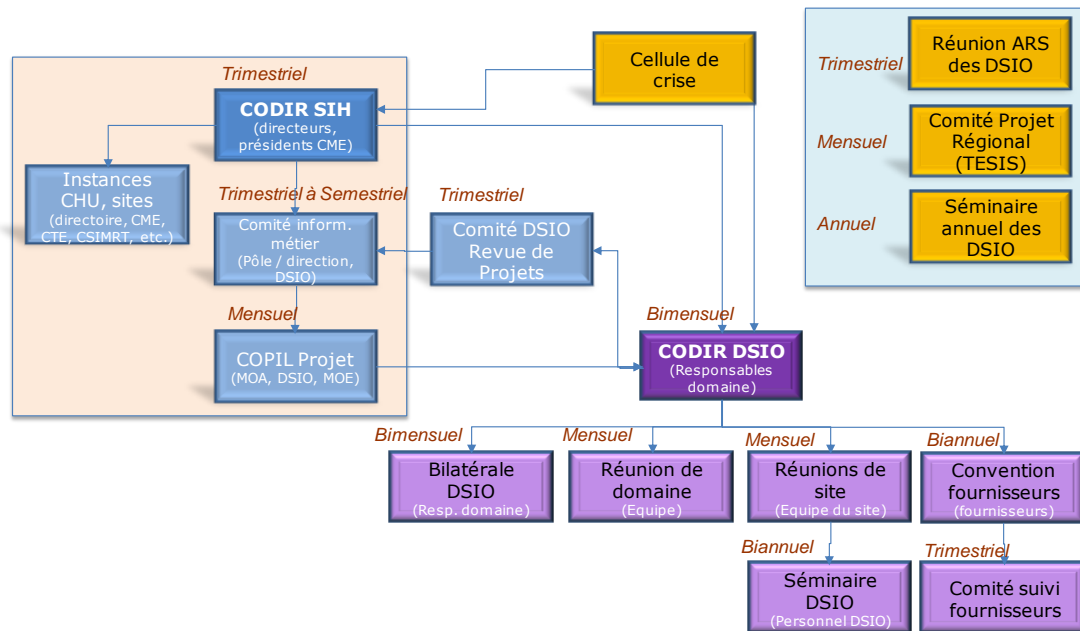 Trimestriel
CODIR SIH
(directeurs,
présidents CME)
Cellule de
crise
Trimestriel
Réunion ARS
des DSIO
Mensuel
Comité Projet
Régional
(TESIS)
Annuel
Séminaire
annuel des
DSIO
Instances
CHU, sites
(directoire, CME,
CTE, CSIMRT, etc.)
Trimestriel à Semestriel
Comité inform.
métier
(Pôle / direction,
DSIO)
Trimestriel
Comité DSIO
Revue de
Projets
Mensuel
COPIL Projet
(MOA, DSIO, MOE)
Bimensuel
CODIR DSIO
(Responsables
domaine)
Bimensuel
Bilatérale
DSIO
(Resp. domaine)
Mensuel
Réunion de
domaine
(Equipe)
Mensuel
Réunions de
site
(Equipe du site)
Biannuel
Convention
fournisseurs
(fournisseurs)
Biannuel
Séminaire
DSIO
(Personnel DSIO)
Trimestriel
Comité suivi
fournisseurs